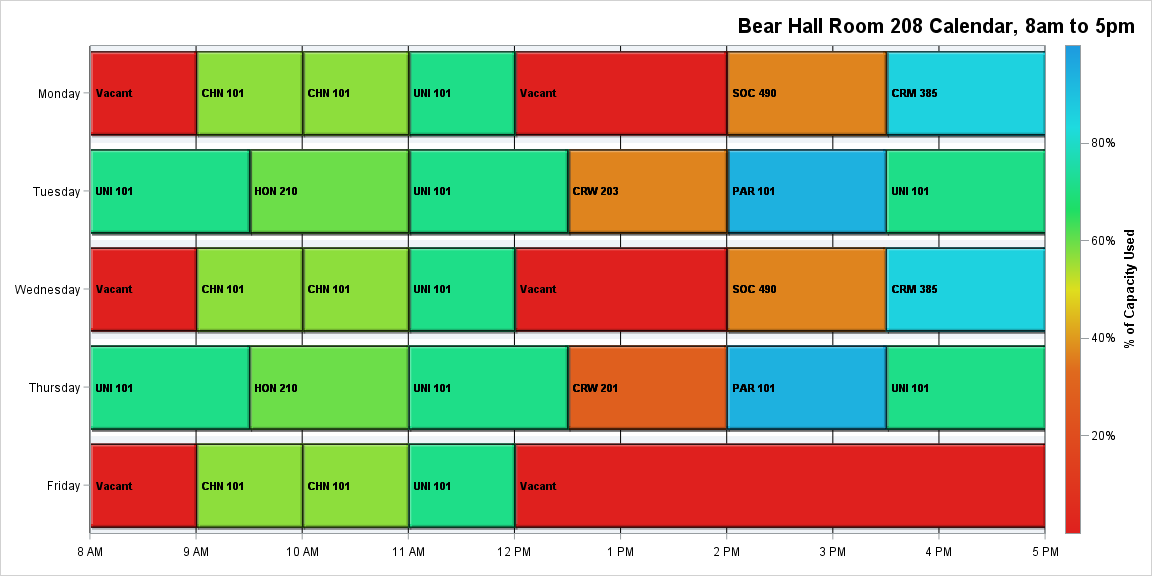 Bear Hall Room 208 Calendar, 8am to 5pm
Monday
Vacant
CHN 101
CHN 101
UNI 101
Vacant
SOC 490
CRM 385
Tuesday
UNI 101
HON 210
UNI 101
CRW 203
PAR 101
UNI 101
Wednesday
Vacant
CHN 101
CHN 101
UNI 101
Vacant
SOC 490
CRM 385
Thursday
UNI 101
HON 210
UNI 101
CRW 201
PAR 101
UNI 101
Friday
Vacant
CHN 101
CHN 101
UNI 101
Vacant
8 AM
9 AM
10 AM
11 AM
12 PM
1 PM
2 PM
3 PM
4 PM
5 PM
80%
60%
40%
20%
% of Capacity Used